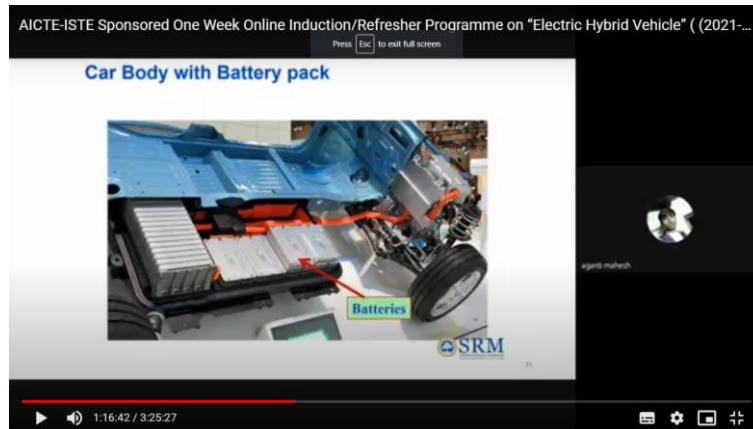 AICTE-ISTE Sponsored One Week Online Induction/Refresher Programme on “Electric Hybrid Vehicle” ( (2021-...
Press Esc to exit full screen
Car Body with Battery pack
Batteries
SRM
aganti mahesh
1:16:42 / 3:25:27